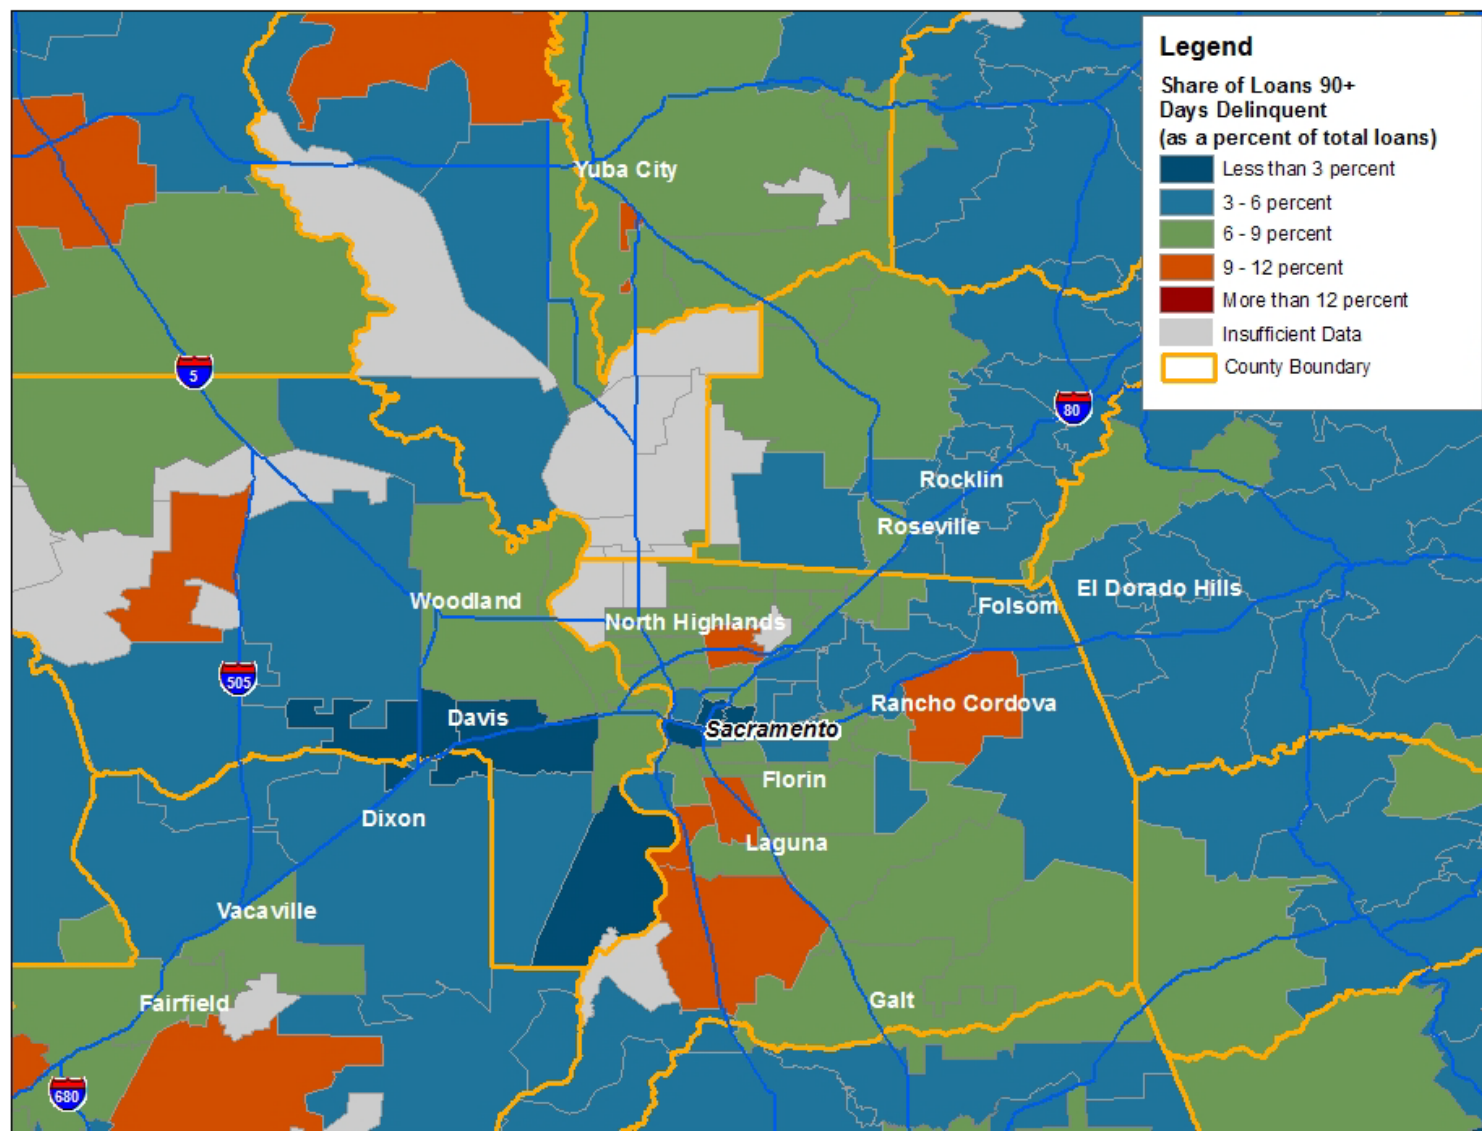 Legend
Share of Loans 90+
Days Delinquent
(as a percent of total loans)
Less than 3 percent
3 - 6 percent
6 - 9 percent
9 - 12 percent
More than 12 percent
Insufficient Data
County Boundary
Yuba City
5
80
Rocklin
Roseville
El Dorado Hills
Woodland
Folsom
North Highlands
505
Rancho Cordova
Davis
Sacramento
Florin
Dixon
Laguna
Vacaville
Galt
Fairfield
680